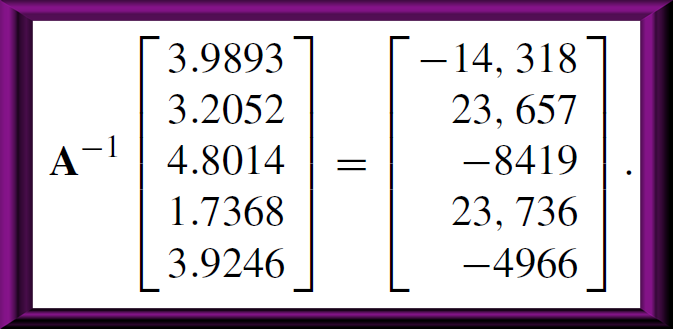 3.9893 −14, 318
3.2052 23, 657
A⁻¹ 4.8014 = −8419 .
1.7368 23, 736
3.9246 −4966